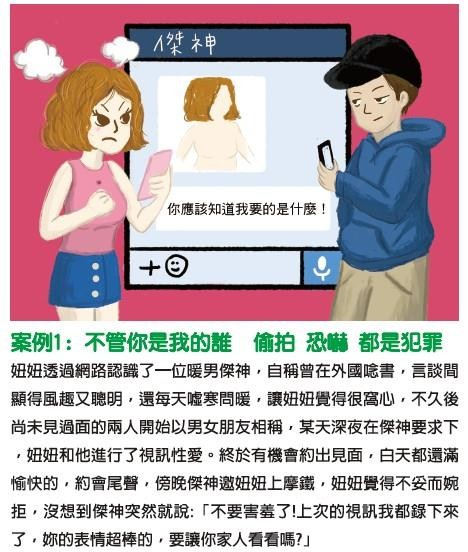 傑神
你應該知道我要的是什麼！
案例1：不管你是我的誰　偷拍 恐嚇 都是犯罪
妞妞透過網路認識了一位暖男傑神，自稱曾在外國唸書，言談間
顯得風趣又聰明，還每天噓寒問暖，讓妞妞覺得很窩心，不久後
尚未見過面的兩人開始以男女朋友相稱，某天深夜在傑神要求下
，妞妞和他進行了視訊性愛。終於有機會約出見面，白天都還滿
愉快的，約會尾聲，傍晚傑神邀妞妞上摩鐵，妞妞覺得不妥而婉
拒，沒想到傑神突然就說:「不要害羞了!上次的視訊我都錄下來
了，妳的表情超棒的，要讓你家人看看嗎?」